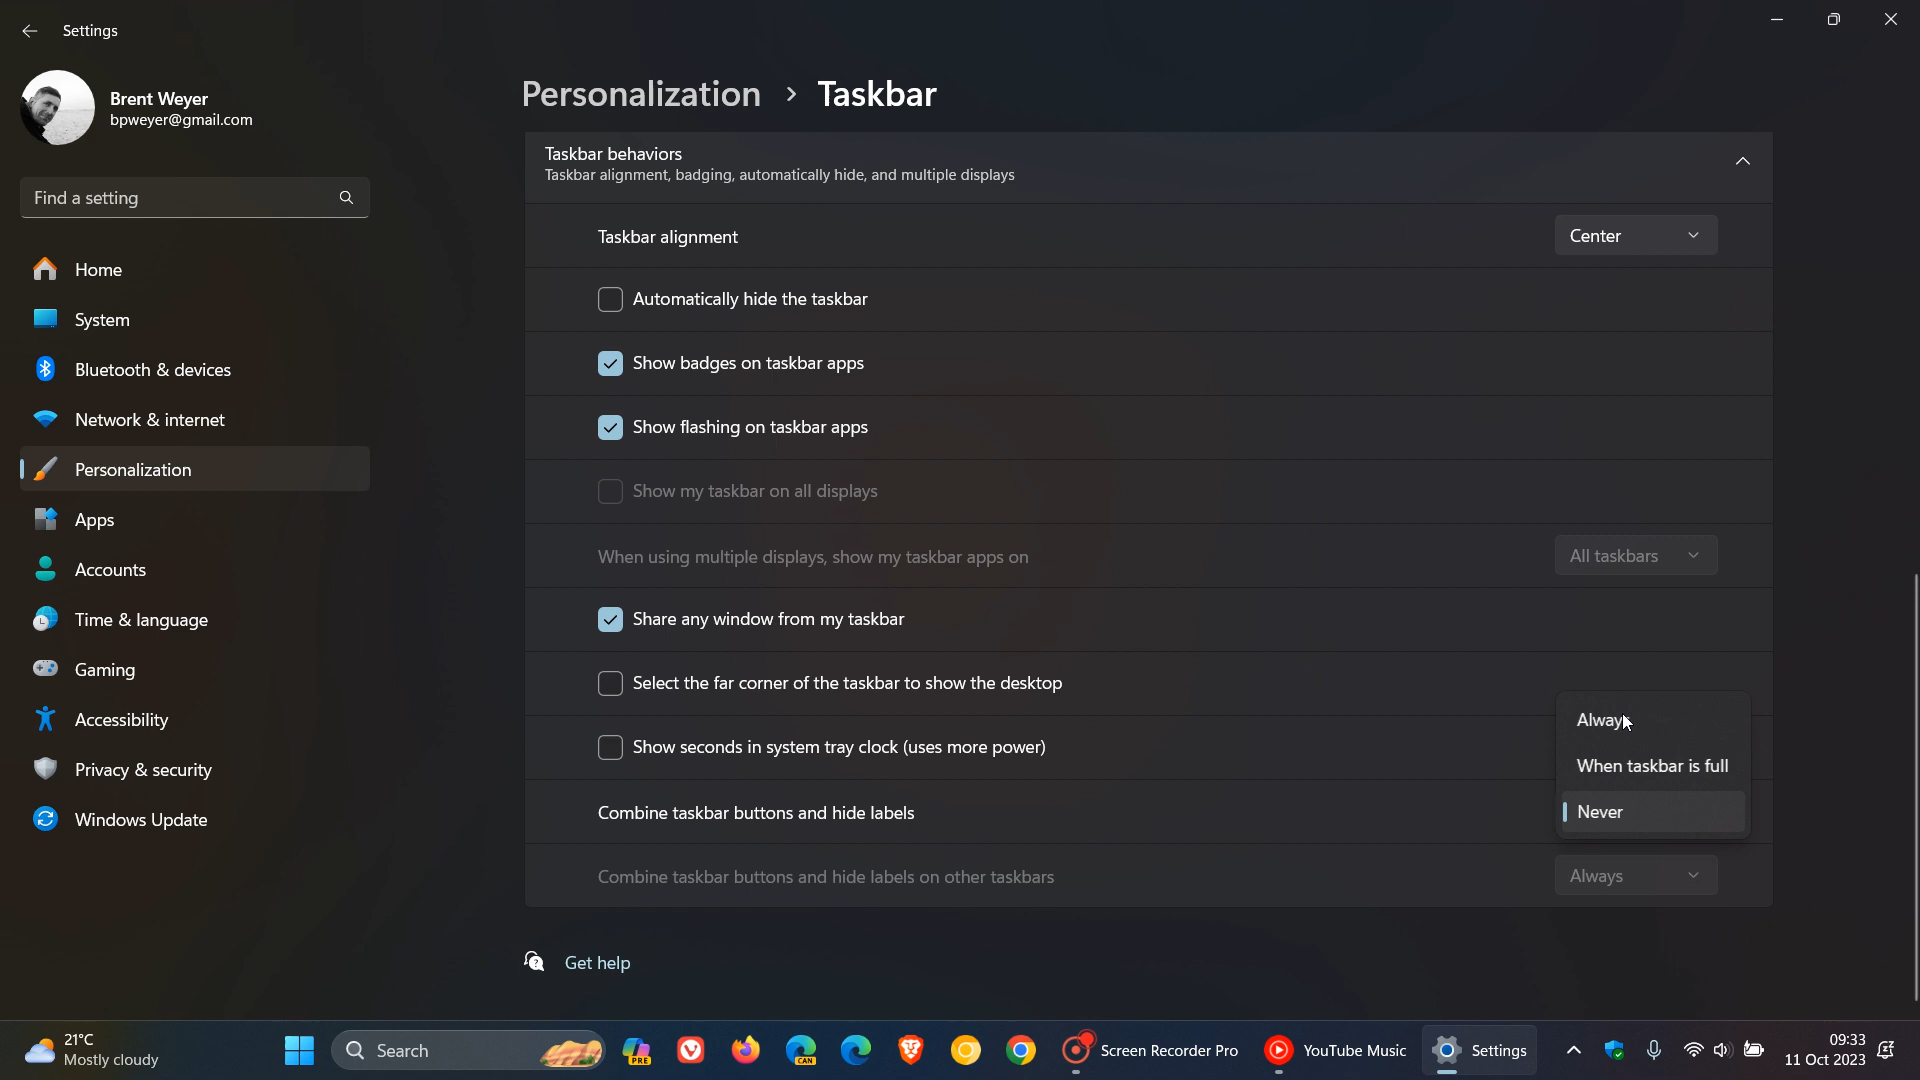 Settings
Brent Weyer
bpweyer@gmail.com
Find a setting
Home
System
Bluetooth & devices
Network & internet
Personalization
Apps
Accounts
Time & language
Gaming
Accessibility
Privacy & security
Windows Update
Personalization > Taskbar
Taskbar behaviors
Taskbar alignment, badging, automatically hide, and multiple displays
Taskbar alignment Center
Automatically hide the taskbar
Show badges on taskbar apps
Show flashing on taskbar apps
Show my taskbar on all displays
When using multiple displays, show my taskbar apps on All taskbars
Share any window from my taskbar
Select the far corner of the taskbar to show the desktop
Show seconds in system tray clock (uses more power)
Combine taskbar buttons and hide labels
Always
When taskbar is full
Never
Combine taskbar buttons and hide labels on other taskbars Always
Get help
21°C
Mostly cloudy
Search
PRE
CAN
Screen Recorder Pro
YouTube Music
Settings
09:33
11 Oct 2023